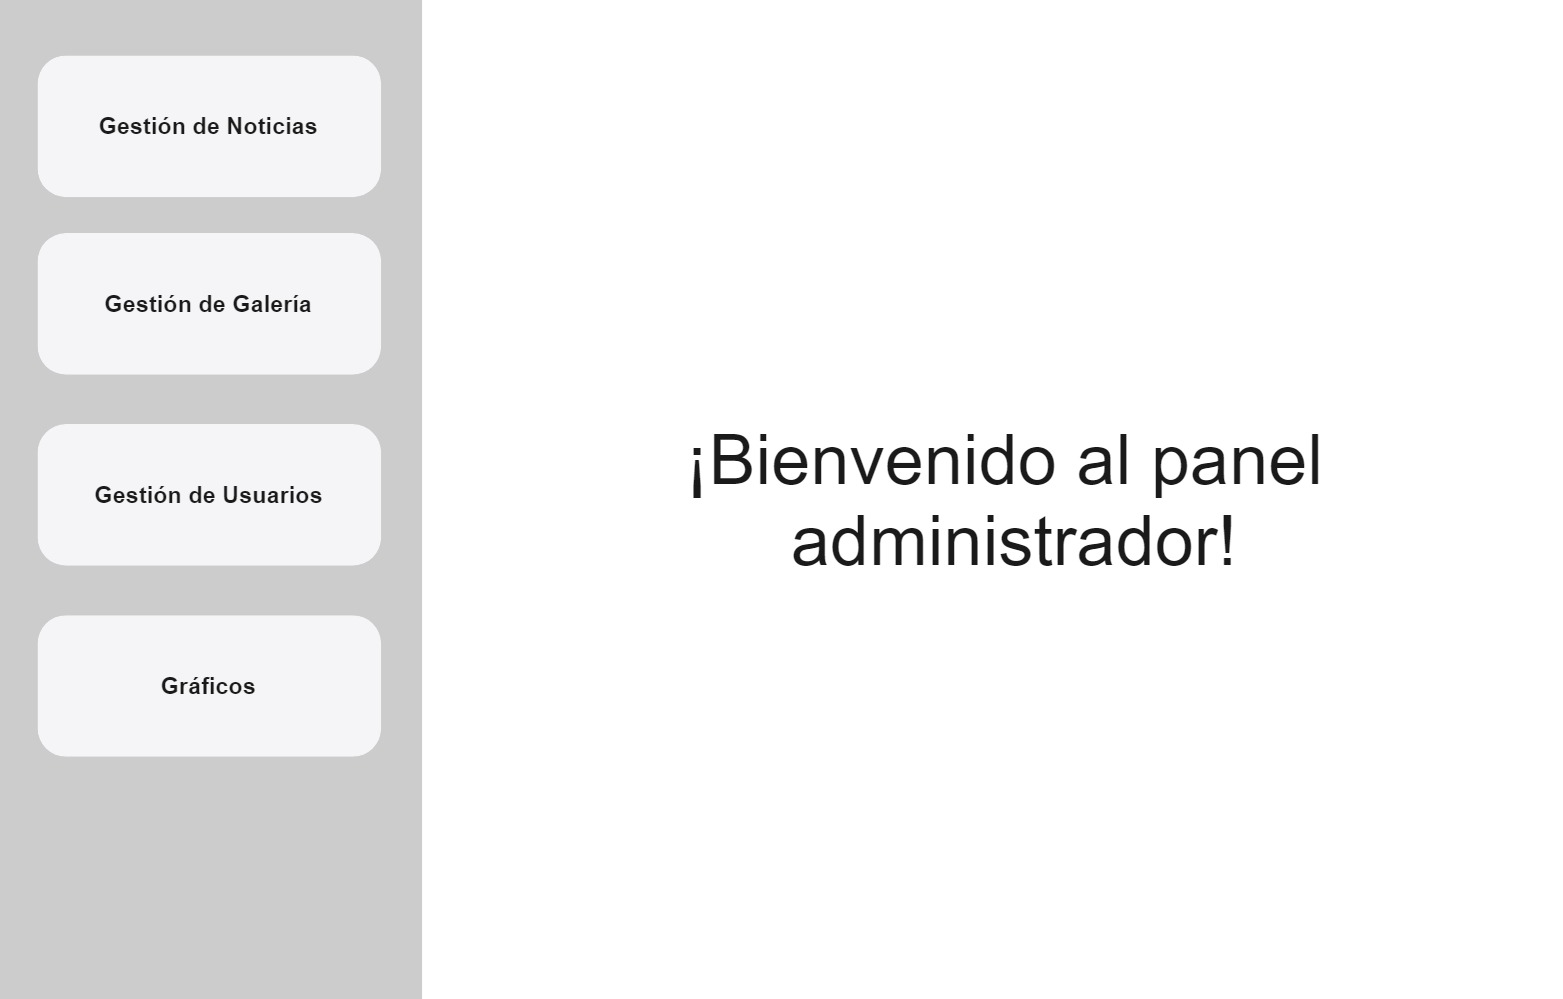 Gestión de Noticias
Gestión de Galería
Gestión de Usuarios
Gráficos
¡Bienvenido al panel
administrador!